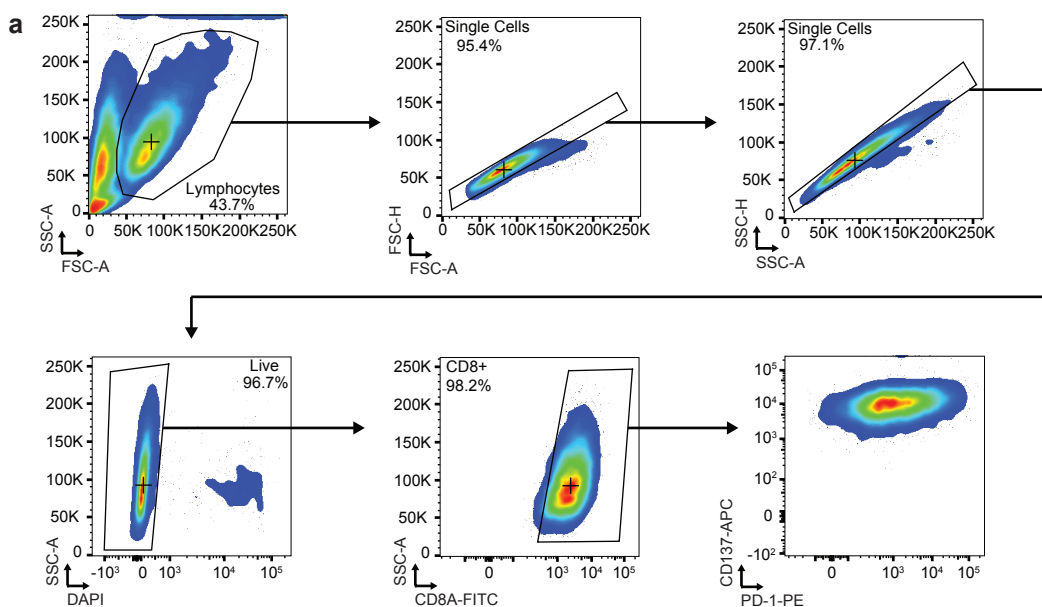 a
250K
200K
150K
100K
50K
0
SSC-A
Lymphocytes
43.7%
0 50K 100K 150K 200K 250K
FSC-A
Single Cells
95.4%
250K
200K
150K
100K
50K
0
FSC-H
0 50K 100K 150K 200K 250K
FSC-A
Single Cells
97.1%
250K
200K
150K
100K
50K
0
SSC-H
50K 100K 150K 200K 250K
SSC-A
Live
96.7%
250K
200K
150K
100K
50K
0
SSC-A
-10³ 0 10³ 10⁴ 10⁵
DAPI
CD8+
98.2%
250K
200K
150K
100K
50K
0
SSC-A
0 10³ 10⁴ 10⁵
CD8A-FITC
10⁵
10⁴
10³
10²
0
-10²
CD137-APC
0 10³ 10⁴ 10⁵
PD-1-PE